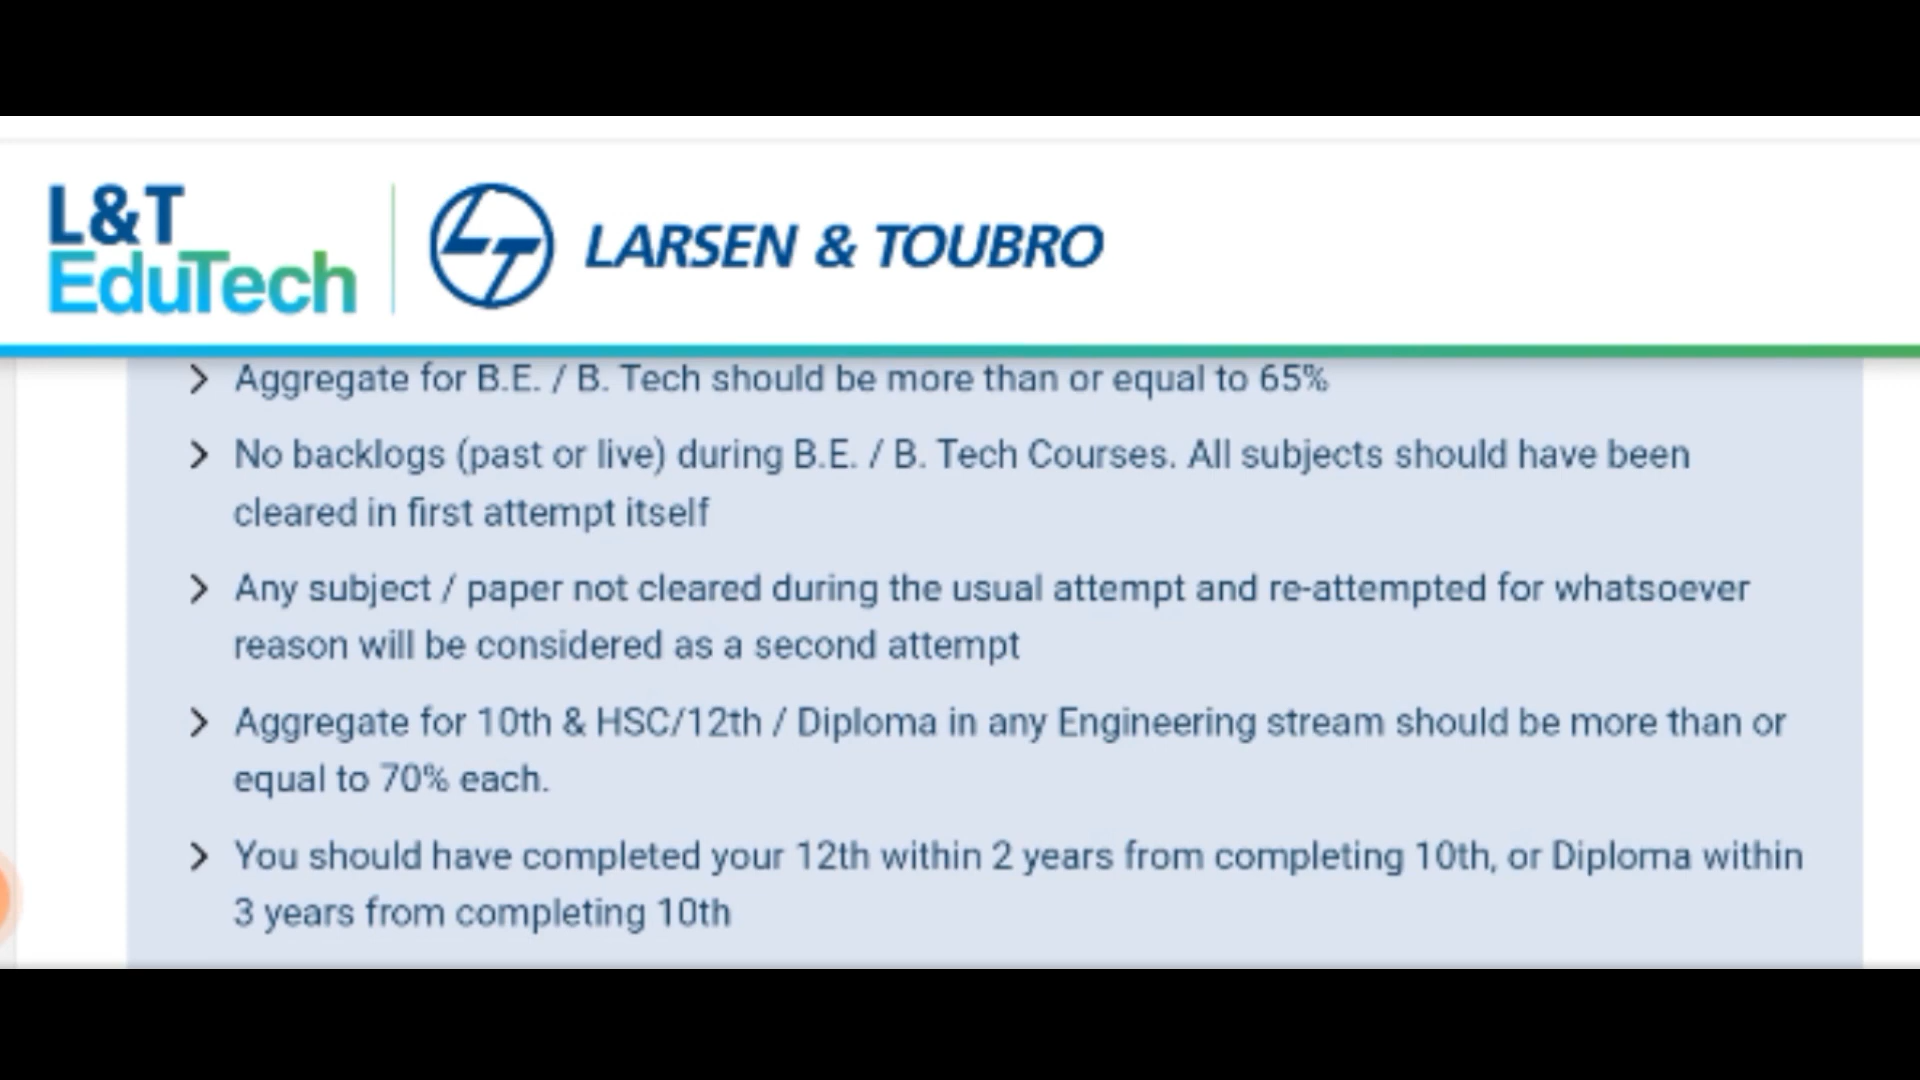 L&T
EduTech
LARSEN & TOUBRO
Aggregate for B.E. / B. Tech should be more than or equal to 65%
No backlogs (past or live) during B.E. / B. Tech Courses. All subjects should have been
cleared in first attempt itself
Any subject / paper not cleared during the usual attempt and re-attempted for whatsoever
reason will be considered as a second attempt
Aggregate for 10th & HSC/12th / Diploma in any Engineering stream should be more than or
equal to 70% each.
You should have completed your 12th within 2 years from completing 10th, or Diploma within
3 years from completing 10th